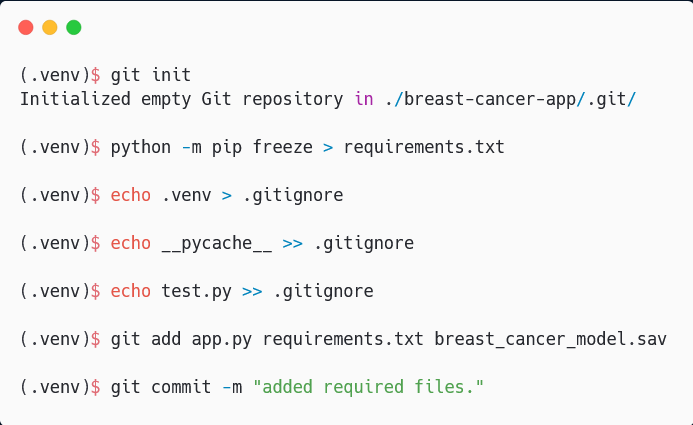 (.venv)$ git init
Initialized empty Git repository in ./breast-cancer-app/.git/
(.venv)$ python -m pip freeze > requirements.txt
(.venv)$ echo .venv > .gitignore
(.venv)$ echo __pycache__ >> .gitignore
(.venv)$ echo test.py >> .gitignore
(.venv)$ git add app.py requirements.txt breast_cancer_model.sav
(.venv)$ git commit -m "added required files."